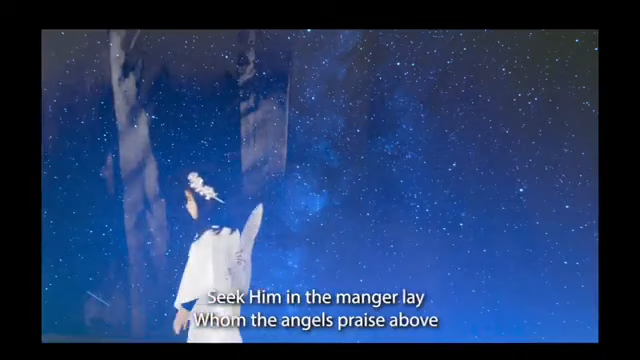 Seek Him in the manger lay
Whom the angels praise above